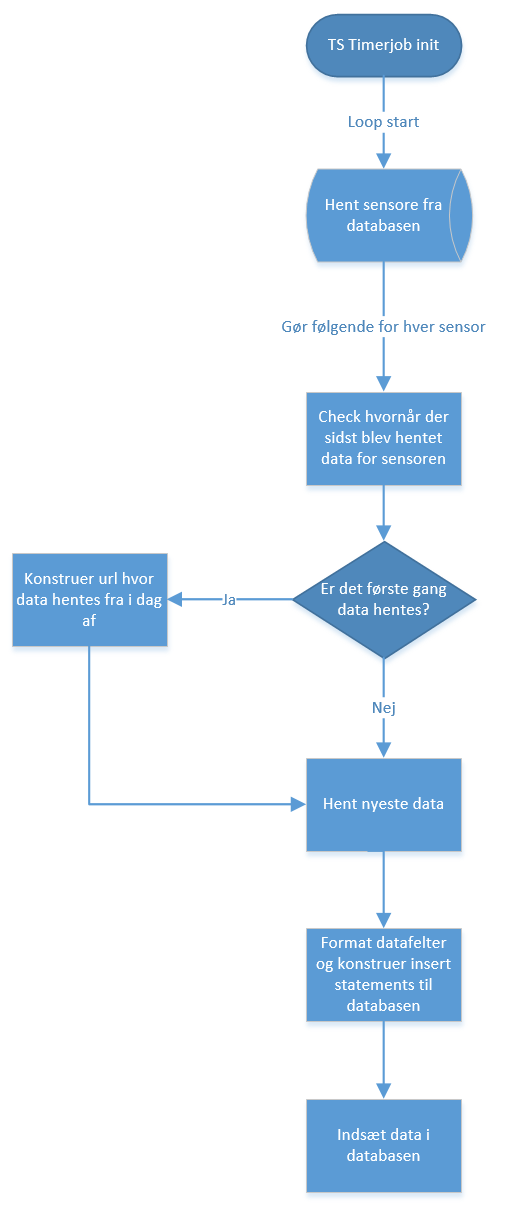 TS Timerjob init
Loop start
Hent sensore fra
databasen
Gør følgende for hver sensor
Check hvornår der
sidst blev hentet
data for sensoren
Er det første gang
data hentes?
Ja
Konstruer url hvor
data hentes fra i dag
af
Nej
Hent nyeste data
Format datafelter
og konstruer insert
statements til
databasen
Indsæt data i
databasen